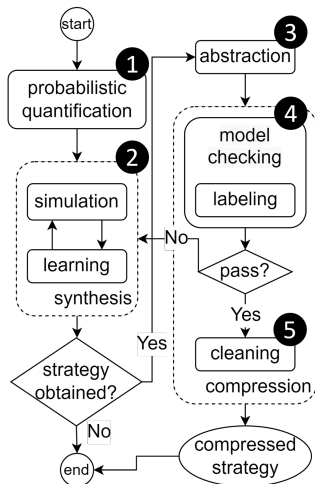 start
1
probabilistic
quantification
2
simulation
learning
synthesis
strategy
obtained?
Yes
No
end
3
abstraction
4
model
checking
labeling
No
pass?
Yes
5
cleaning
compression
compressed
strategy